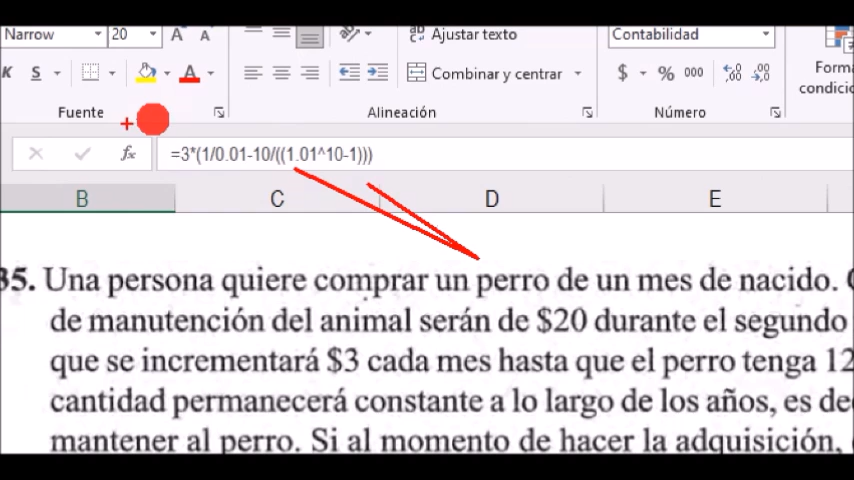 Narrow 20 A A Ajustar texto Contabilidad
K S A Combinar y centrar $ % 000 ,00 ,00
Forma
condicio
Fuente Alineación Número
fx =3*(1/0.01-10/((1.01^10-1)))
B C D E
35. Una persona quiere comprar un perro de un mes de nacido.
de manutención del animal serán de $20 durante el segundo
que se incrementará $3 cada mes hasta que el perro tenga 12
cantidad permanecerá constante a lo largo de los años, es de
mantener al perro. Si al momento de hacer la adquisición,